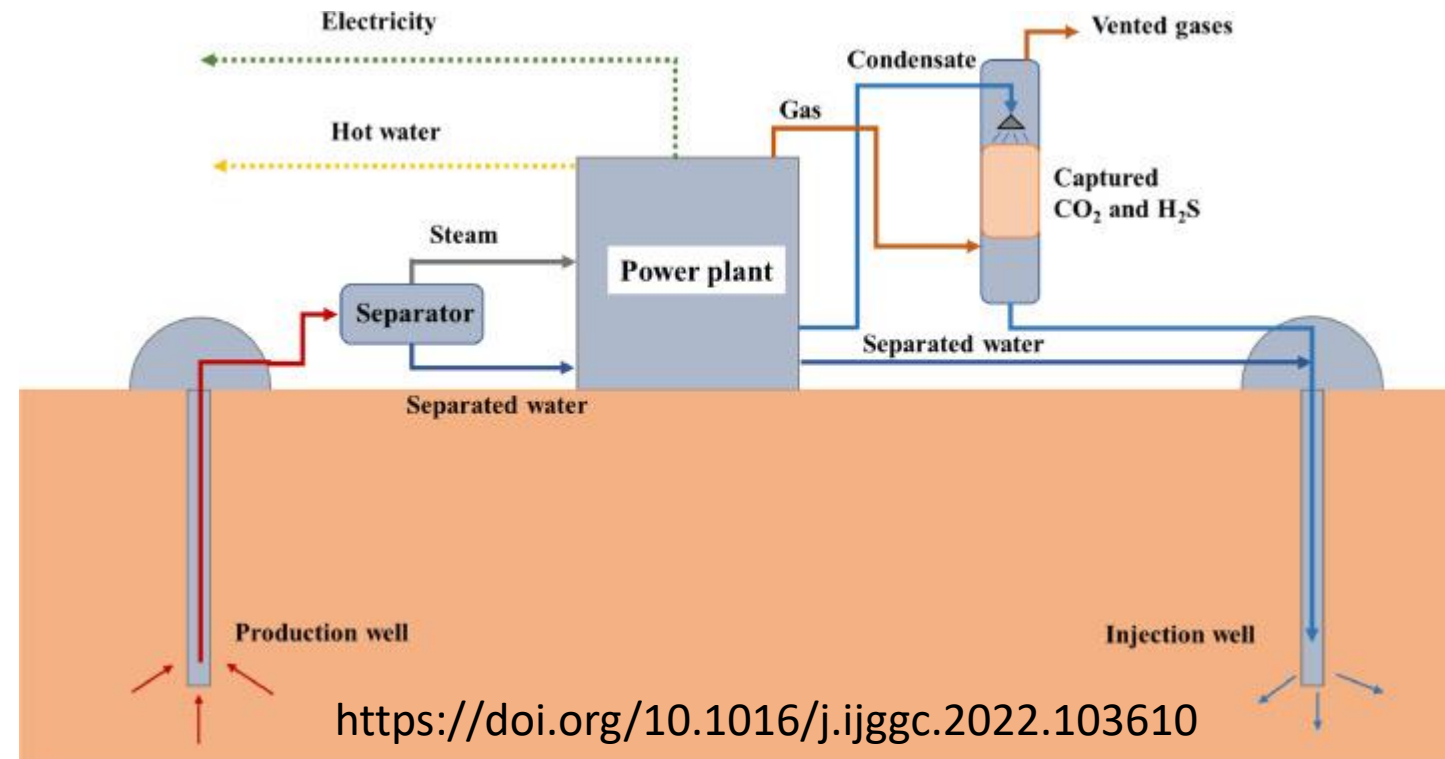 Electricity
Vented gases
Condensate
Gas
Hot water
Captured
CO₂ and H₂S
Steam
Power plant
Separator
Separated water
Separated water
Production well
Injection well
https://doi.org/10.1016/j.ijggc.2022.103610